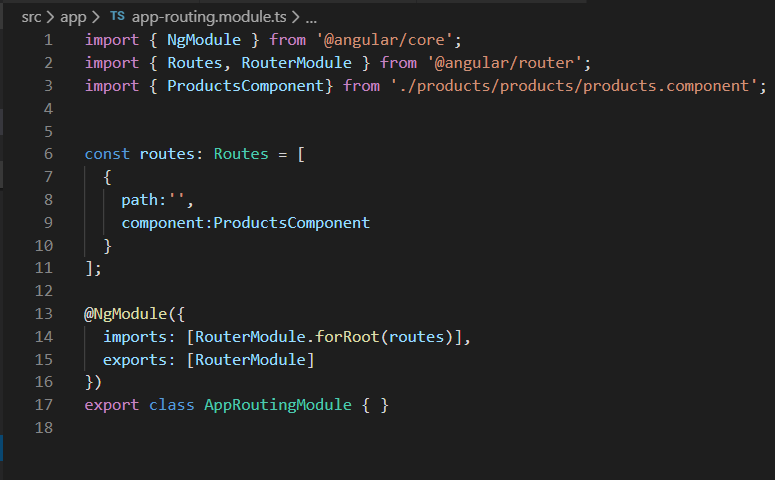 src > app > TS app-routing.module.ts > ...
1 import { NgModule } from '@angular/core';
2 import { Routes, RouterModule } from '@angular/router';
3 import { ProductsComponent} from './products/products/products.component';
4
5
6 const routes: Routes = [
7   {
8     path:'',
9     component:ProductsComponent
10   }
11 ];
12
13 @NgModule({
14   imports: [RouterModule.forRoot(routes)],
15   exports: [RouterModule]
16 })
17 export class AppRoutingModule { }
18